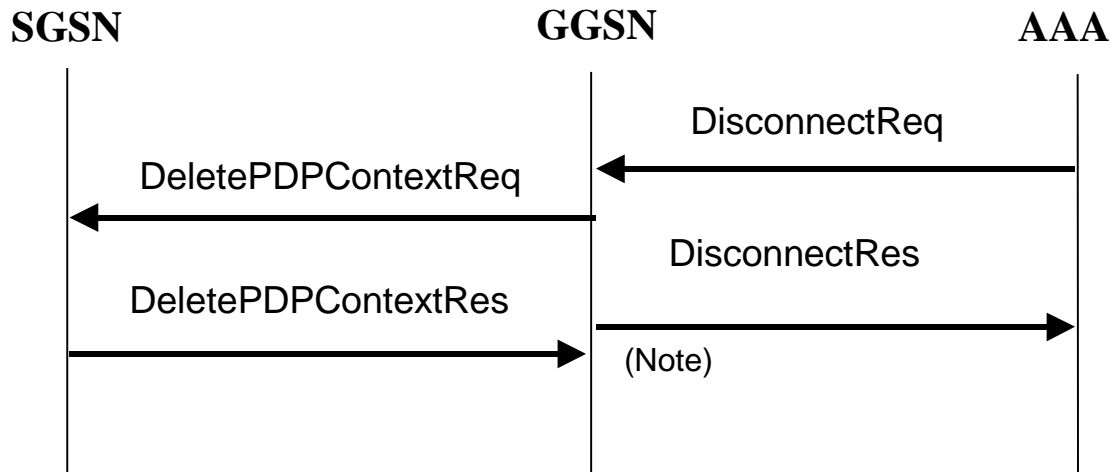 SGSN
GGSN
AAA
DisconnectReq
DeletePDPContextReq
DisconnectRes
DeletePDPContextRes
(Note)